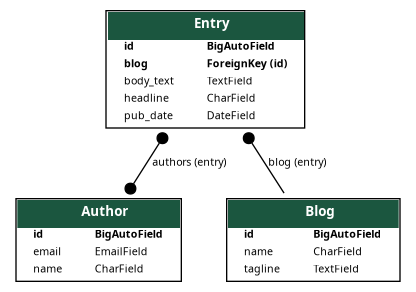 Entry
id BigAutoField
blog ForeignKey (id)
body_text TextField
headline CharField
pub_date DateField
authors (entry) blog (entry)
Author
id BigAutoField
email EmailField
name CharField
Blog
id BigAutoField
name CharField
tagline TextField